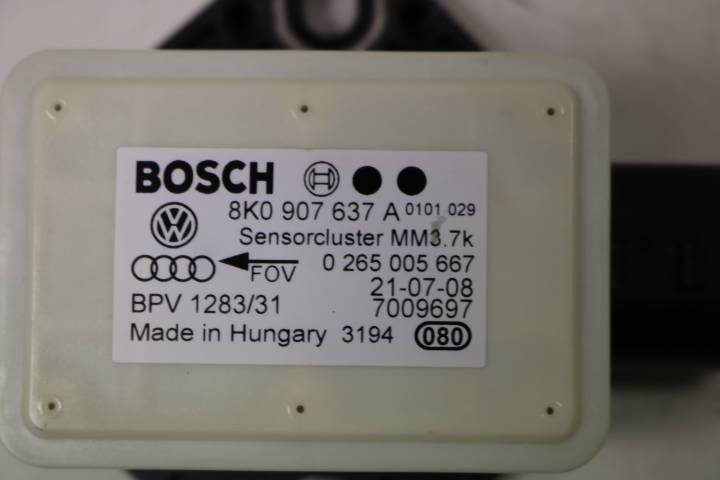 BOSCH
8K0 907 637 A 0101 029
Sensorcluster MM3.7k
FOV 0 265 005 667
21-07-08
BPV 1283/31 7009697
Made in Hungary 3194 080